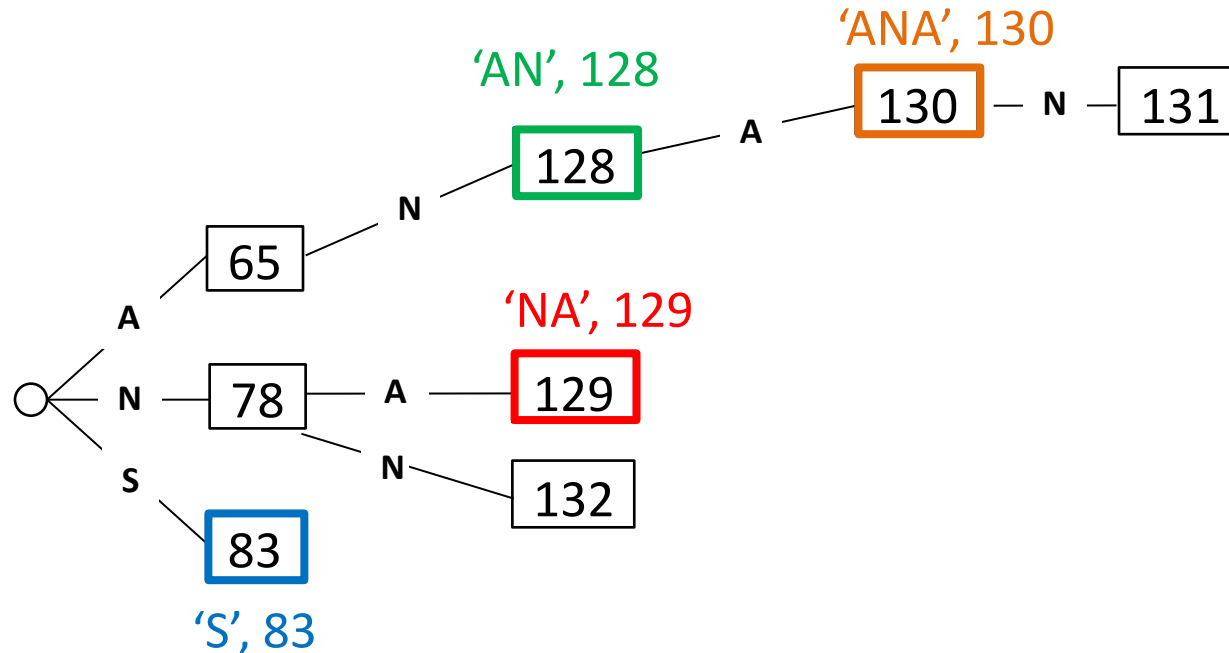 ‘ANA’, 130
‘AN’, 128
130
N
131
A
128
N
65
‘NA’, 129
A
N
78
A
129
S
N
132
83
‘S’, 83